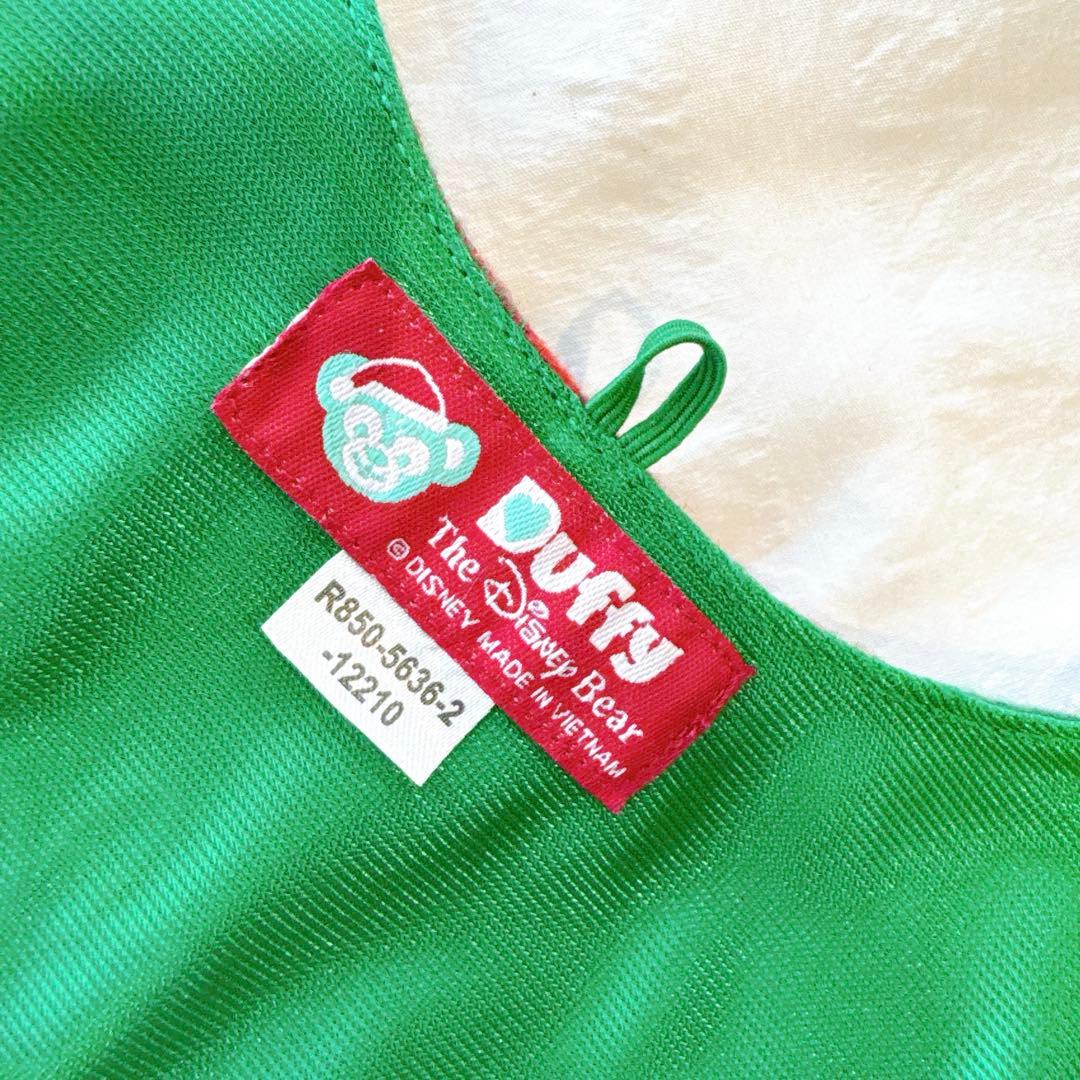 Duffy
The Disney Bear
© DISNEY MADE IN VIETNAM
R850-5636-2
-12210